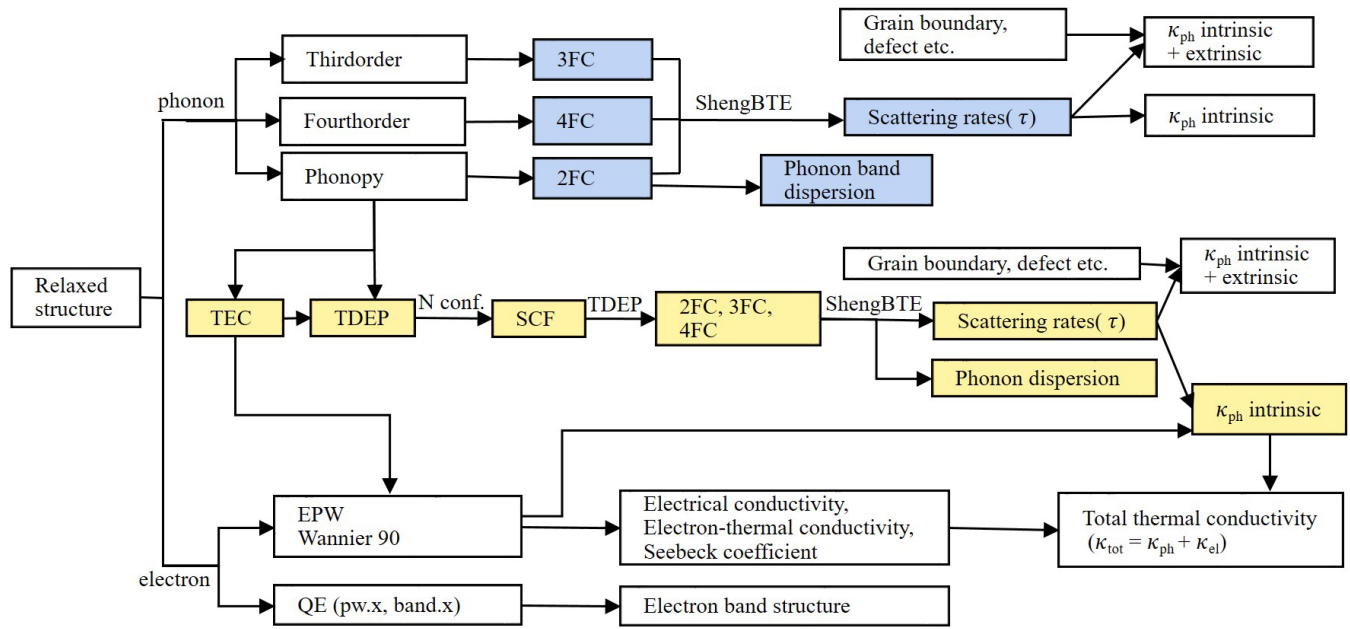 Grain boundary,
defect etc.
κph intrinsic
+ extrinsic
Thirdorder
3FC
phonon
ShengBTE
Fourthorder
4FC
Scattering rates( τ)
κph intrinsic
Phonopy
2FC
Phonon band
dispersion
Relaxed
structure
Grain boundary, defect etc.
κph intrinsic
+ extrinsic
TEC
TDEP
N conf.
SCF
TDEP
2FC, 3FC,
4FC
ShengBTE
Scattering rates( τ)
Phonon dispersion
κph intrinsic
EPW
Wannier 90
Electrical conductivity,
Electron-thermal conductivity,
Seebeck coefficient
Total thermal conductivity
(κtot = κph + κel)
electron
QE (pw.x, band.x)
Electron band structure